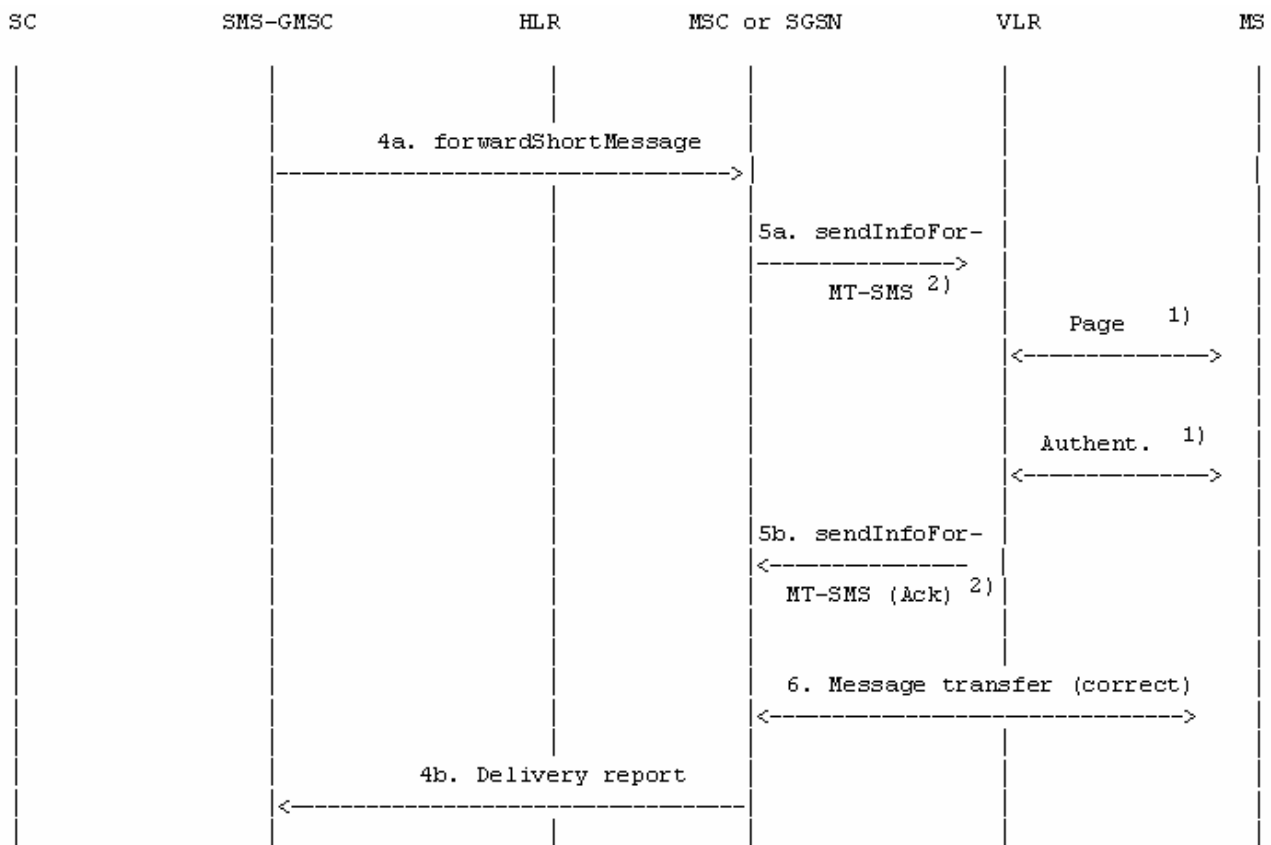 SC SMS-GMSC HLR MSC or SGSN VLR MS
4a. forwardShortMessage
5a. sendInfoFor-
MT-SMS 2)
Page 1)
Authent. 1)
5b. sendInfoFor-
MT-SMS (Ack) 2)
6. Message transfer (correct)
4b. Delivery report